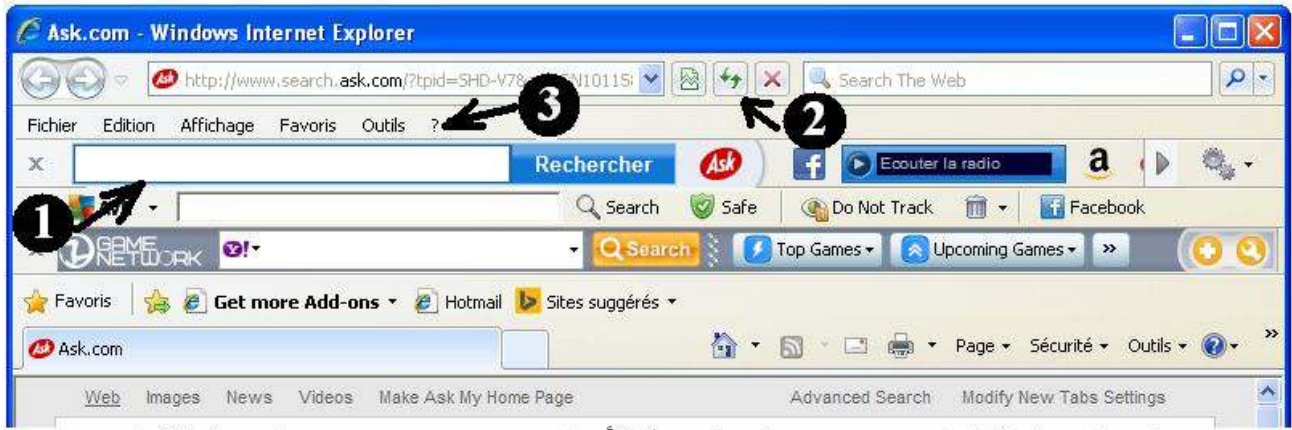 Ask.com - Windows Internet Explorer
Ask http://www.search.ask.com/?tpid=SHD-V78- Search The Web
3
2
Fichier Edition Affichage Favoris Outils ?
x Rechercher Ask f Ecouter la radio a
1
Search Safe Do Not Track f Facebook
GAME NETWORK Y! Search Top Games Upcoming Games »
Favoris Get more Add-ons Hotmail Sites suggérés
Ask Ask.com Page Sécurité Outils ? »
Web Images News Videos Make Ask My Home Page Advanced Search Modify New Tabs Settings